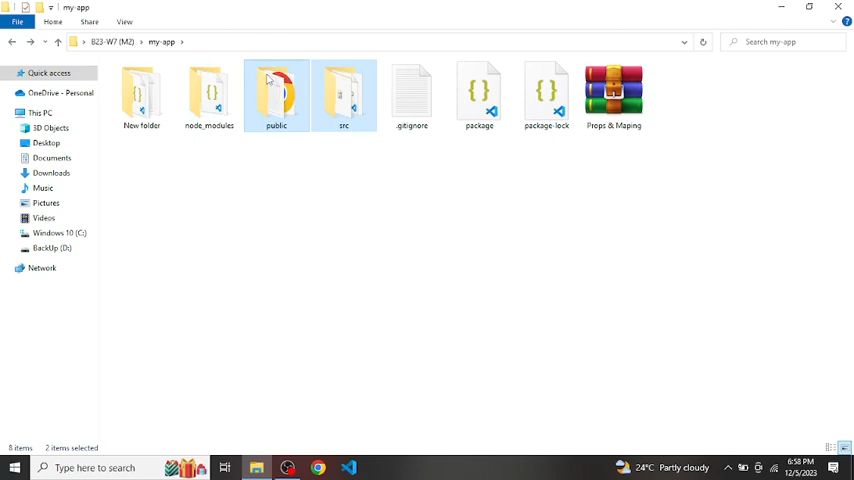 my-app
File
Home
Share
View
B23-W7 (M2)
my-app
Search my-app
Quick access
OneDrive - Personal
This PC
3D Objects
Desktop
Documents
Downloads
Music
Pictures
Videos
Windows 10 (C:)
BackUp (D:)
Network
New folder
node_modules
public
src
.gitignore
package
package-lock
Props & Maping
8 items
2 items selected
Type here to search
24°C Partly cloudy
6:58 PM
12/5/2023